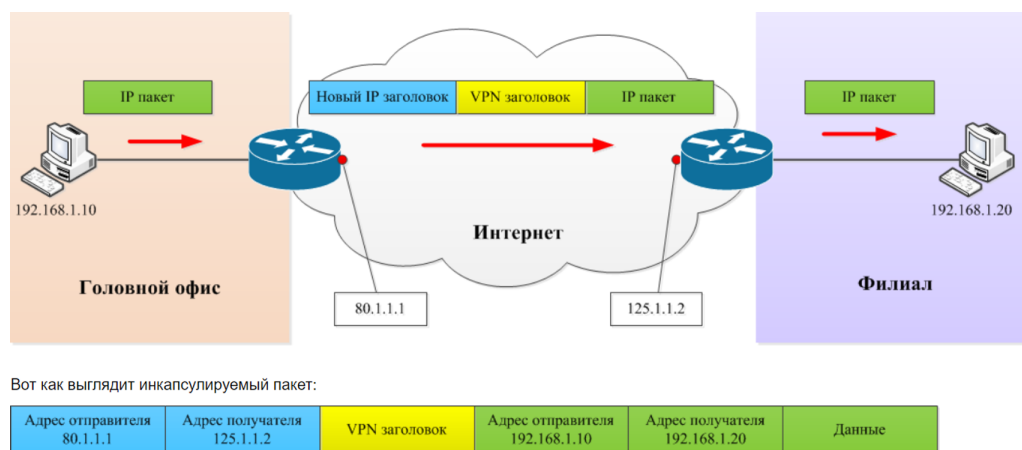 IP пакет
Новый IP заголовок
VPN заголовок
IP пакет
IP пакет
192.168.1.10
192.168.1.20
Интернет
Головной офис
Филиал
80.1.1.1
125.1.1.2
Вот как выглядит инкапсулируемый пакет:
Адрес отправителя
80.1.1.1
Адрес получателя
125.1.1.2
VPN заголовок
Адрес отправителя
192.168.1.10
Адрес получателя
192.168.1.20
Данные